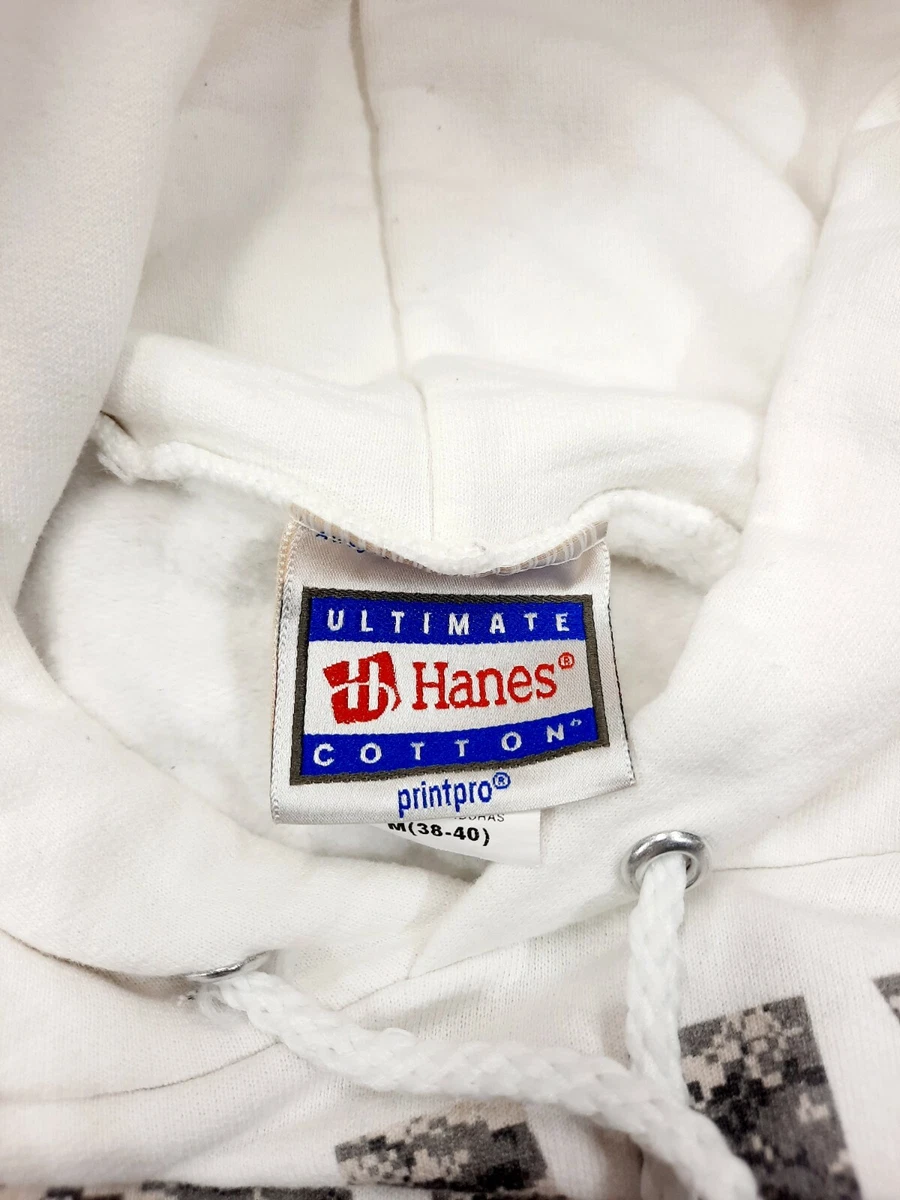 ULTIMATE
Hanes®
COTTON
printpro®
M(38-40)